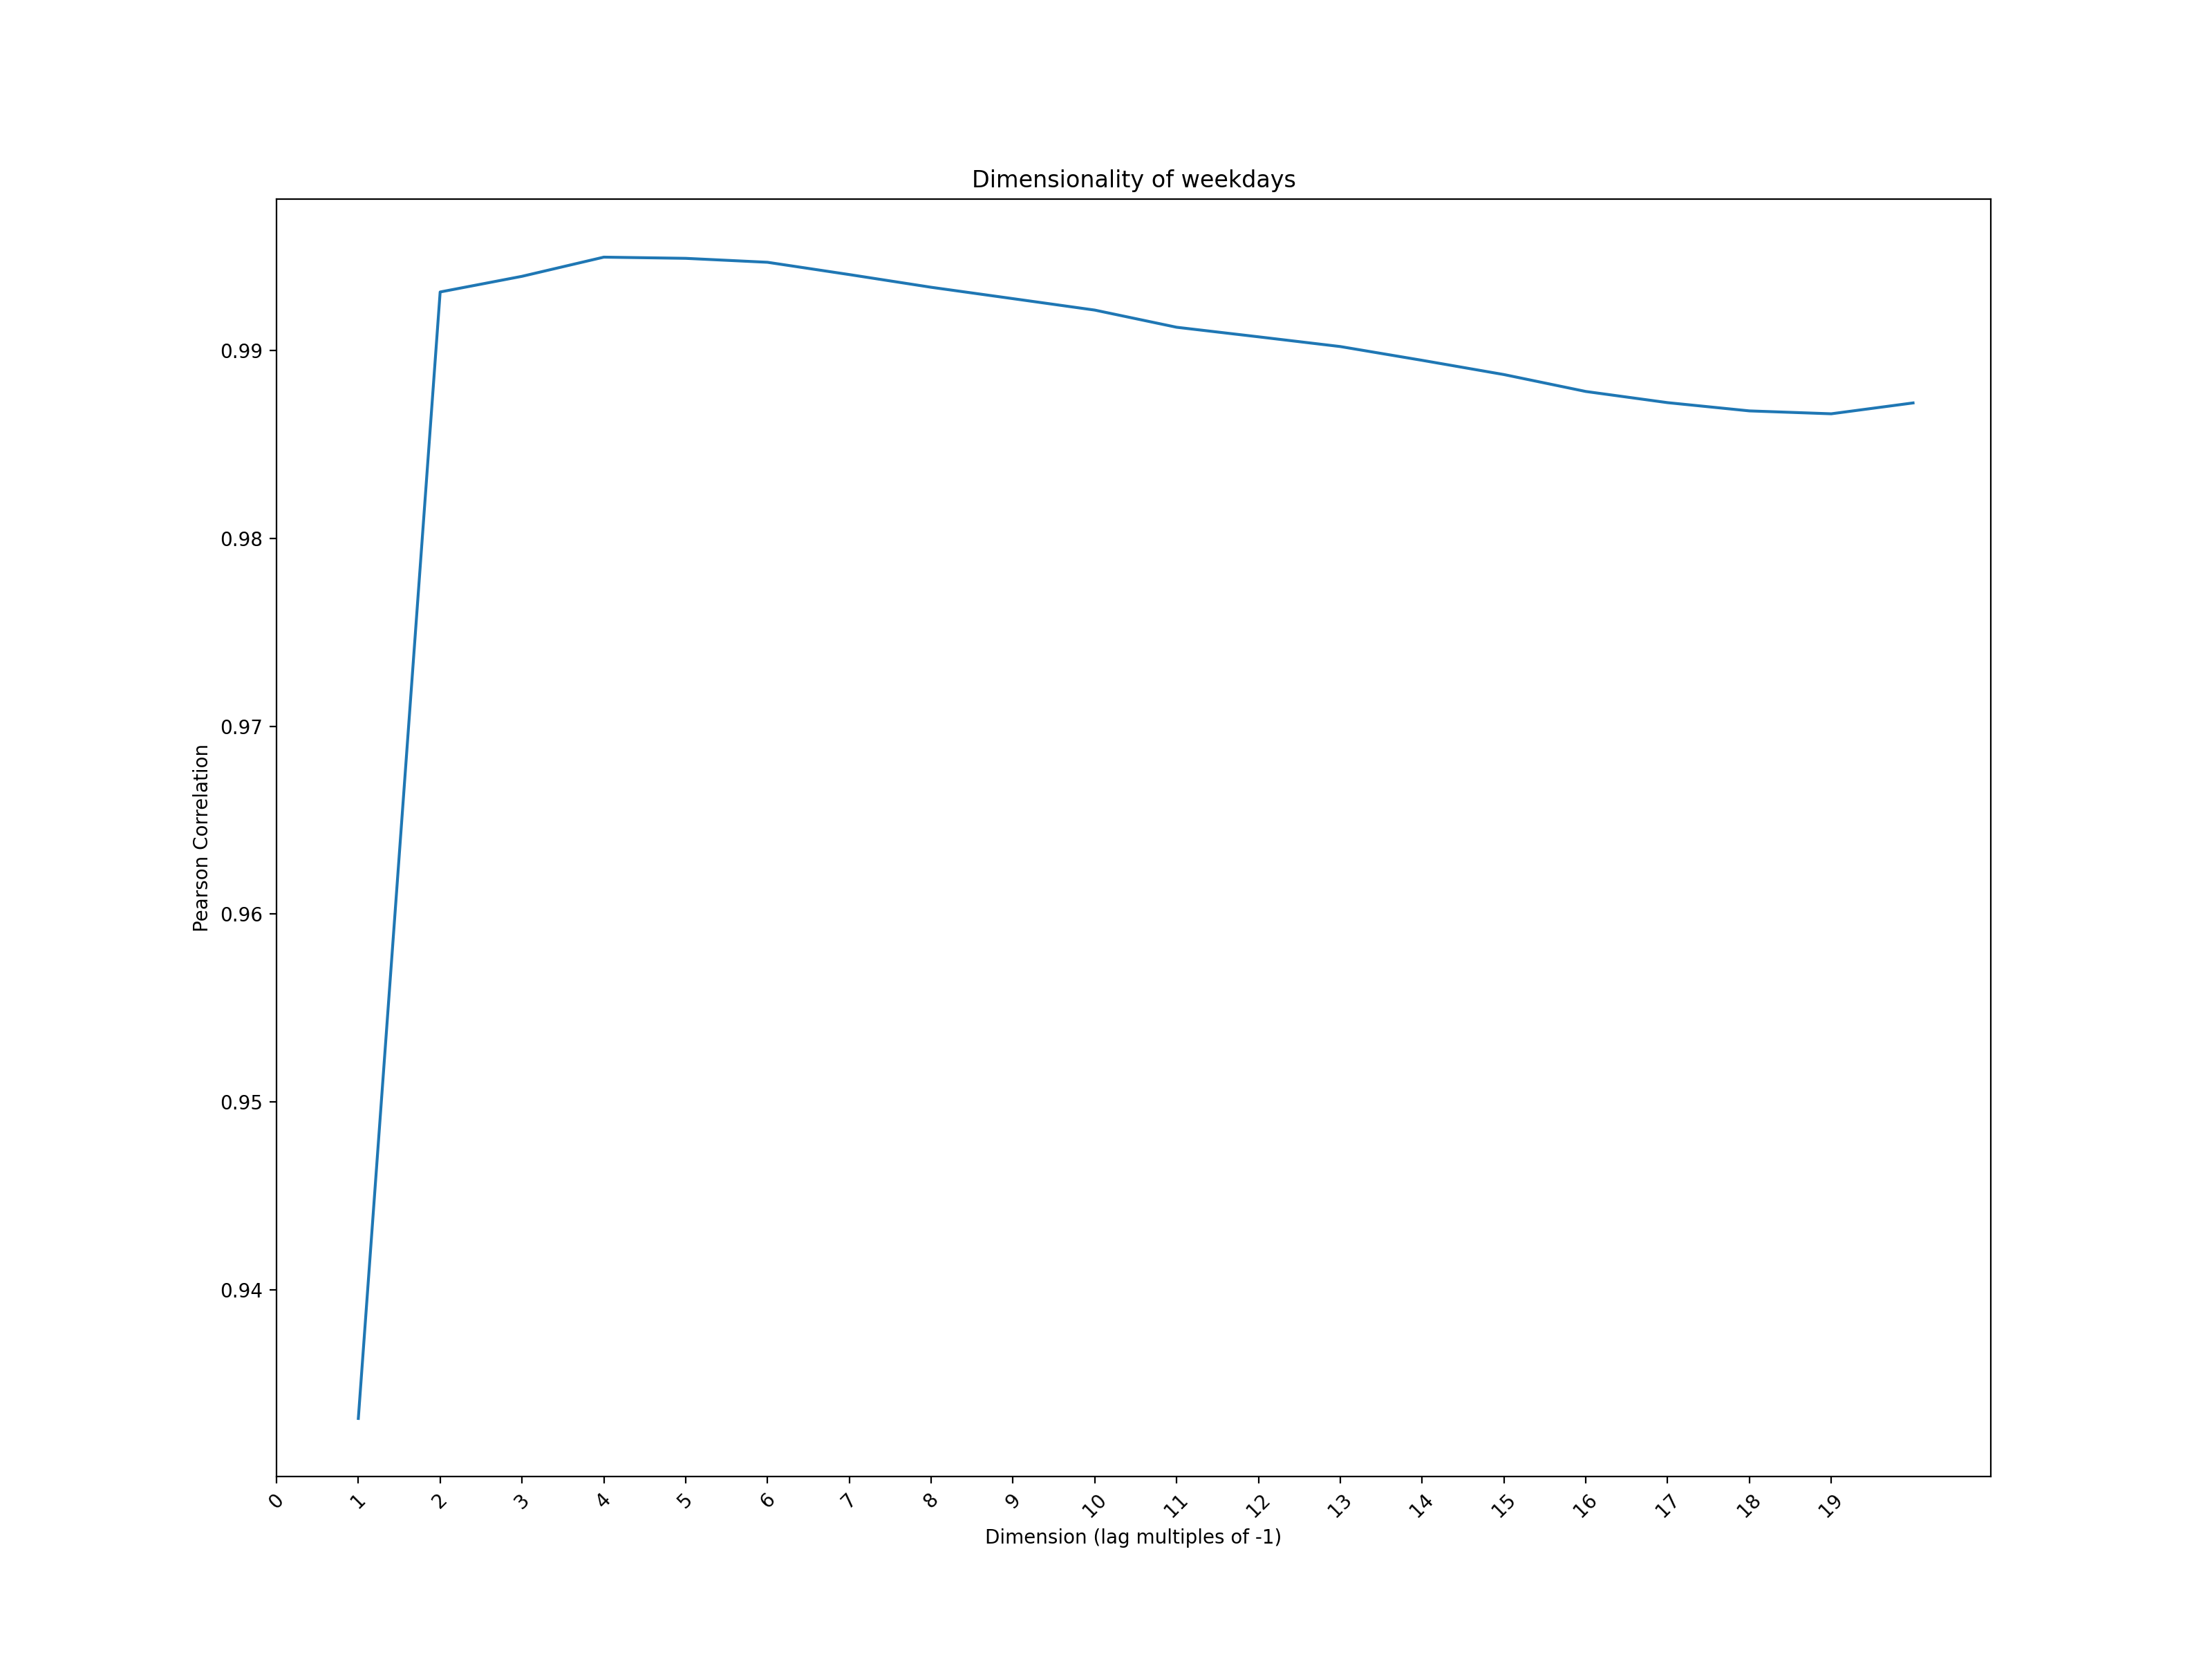 Dimensionality of weekdays
Pearson Correlation
0.99
0.98
0.97
0.96
0.95
0.94
0 1 2 3 4 5 6 7 8 9 10 11 12 13 14 15 16 17 18 19
Dimension (lag multiples of -1)